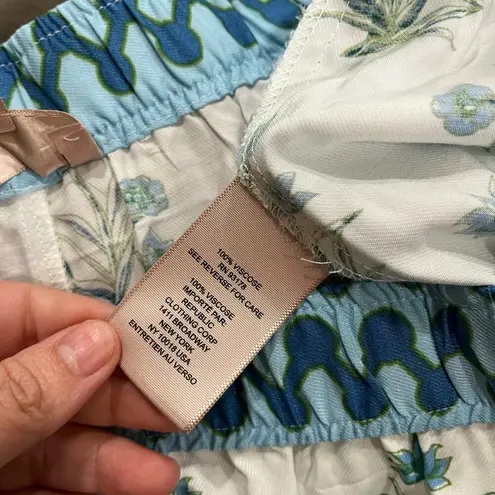 100% VISCOSE
RN 93178
SEE REVERSE FOR CARE
100% VISCOSE
IMPORTE PAR:
REPUBLIC
CLOTHING CORP
1411 BROADWAY
NEW YORK
NY 10018 USA
ENTRETIEN AU VERSO